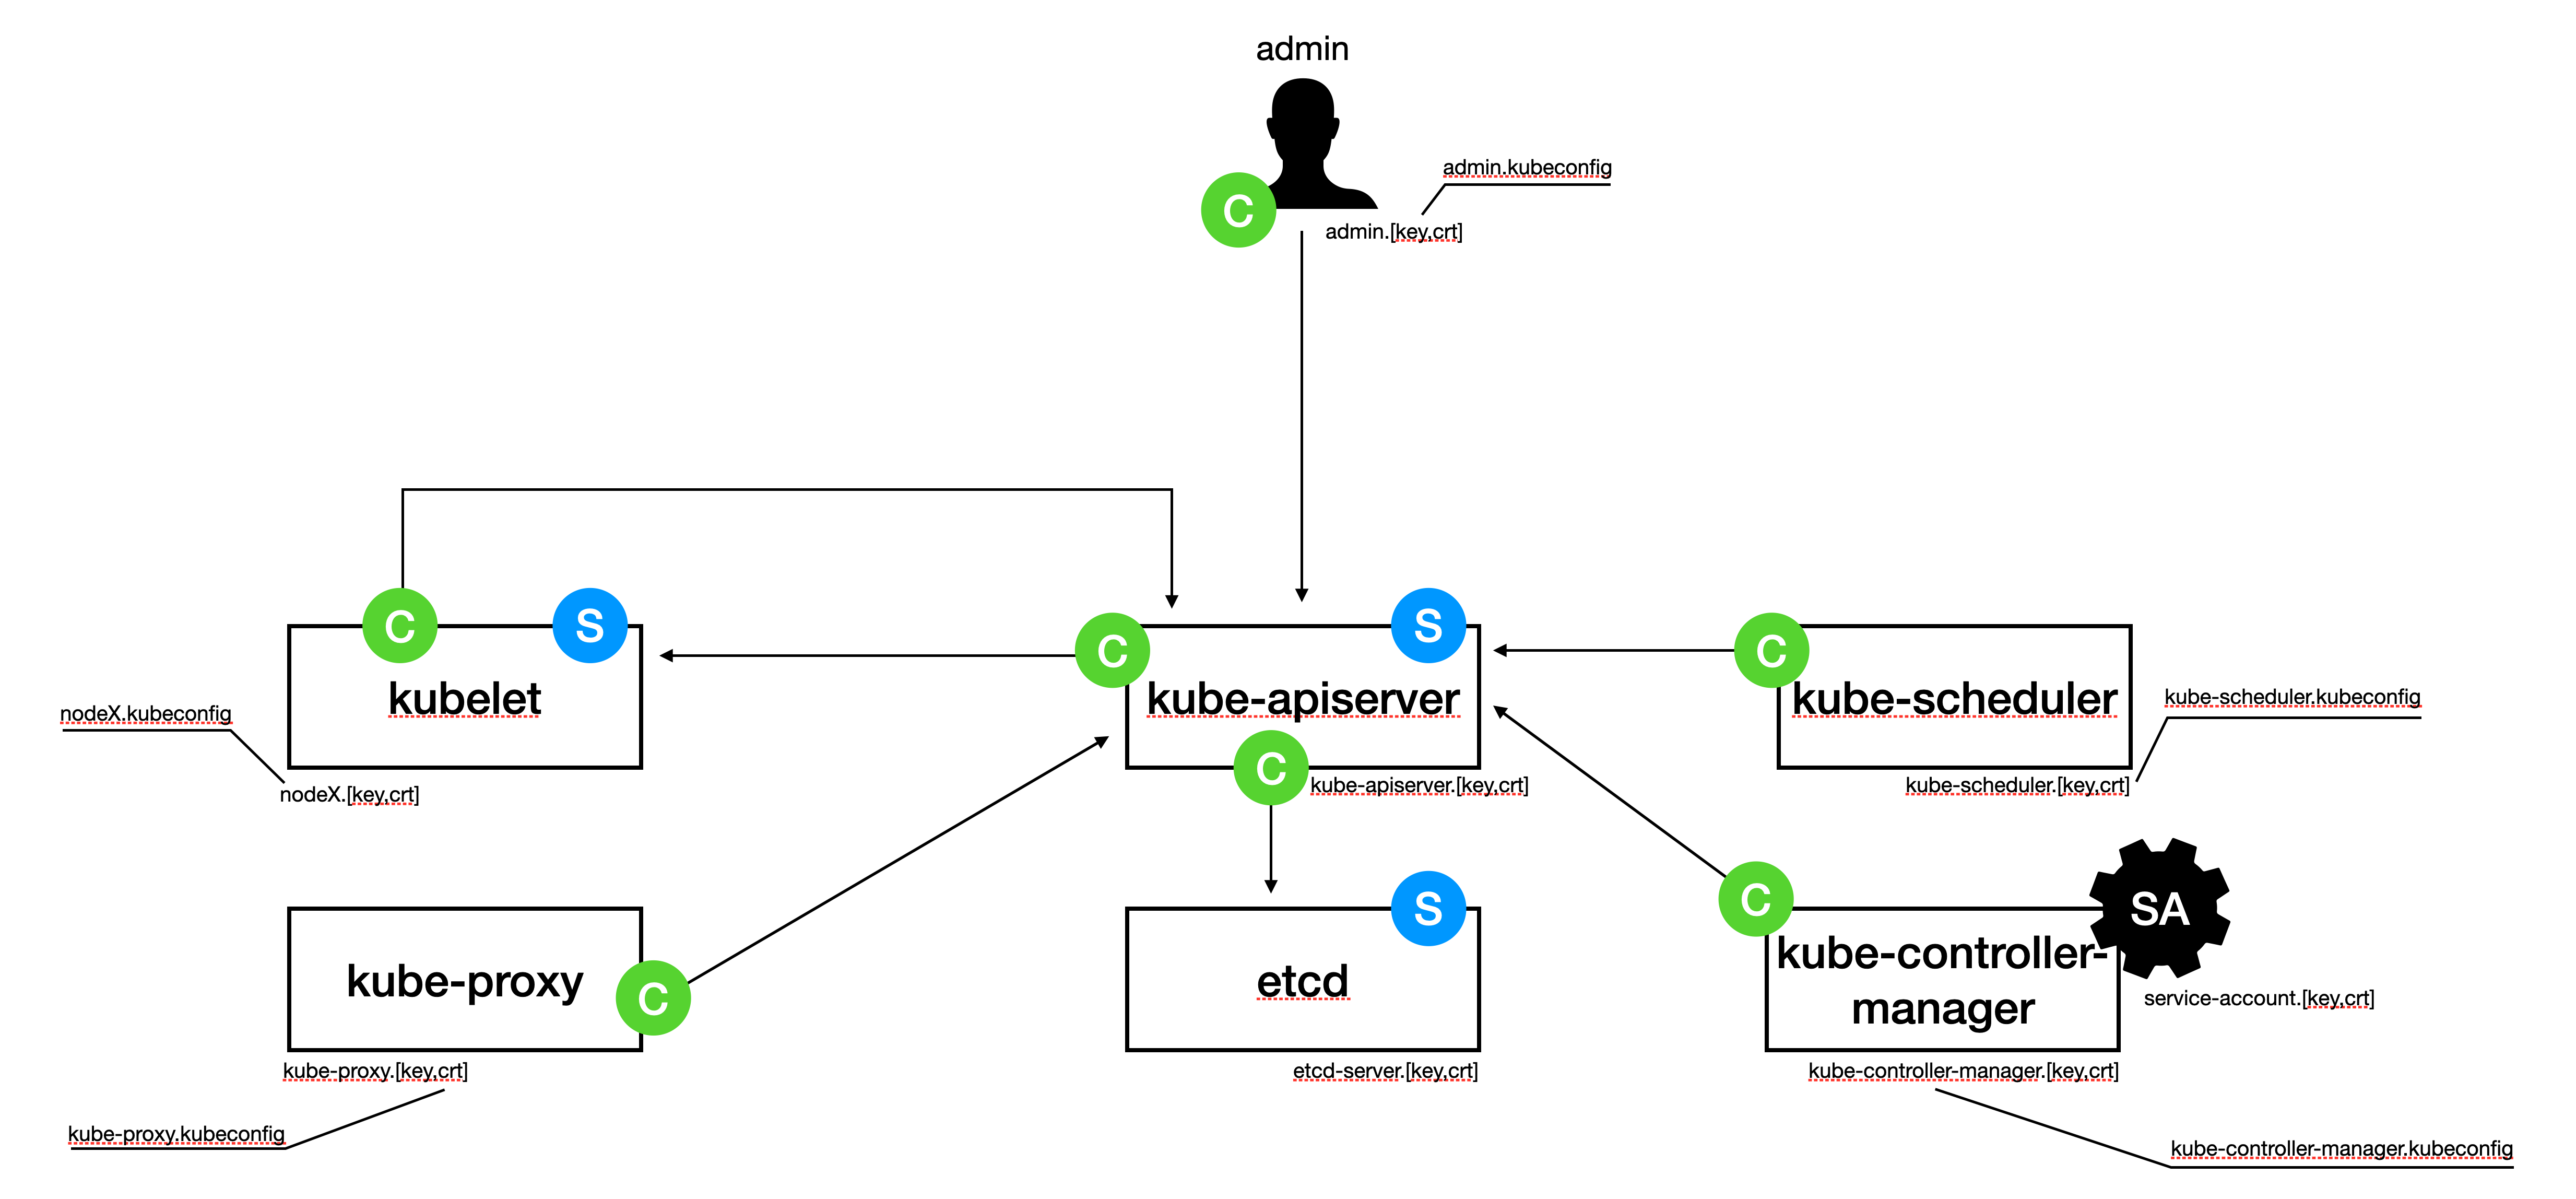 admin
C
admin.kubeconfig
admin.[key,crt]
C
S
kubelet
nodeX.kubeconfig
nodeX.[key,crt]
C
S
kube-apiserver
C
kube-apiserver.[key,crt]
C
kube-scheduler
kube-scheduler.kubeconfig
kube-scheduler.[key,crt]
kube-proxy
C
kube-proxy.[key,crt]
kube-proxy.kubeconfig
S
etcd
etcd-server.[key,crt]
C
SA
kube-controller-
manager
service-account.[key,crt]
kube-controller-manager.[key,crt]
kube-controller-manager.kubeconfig